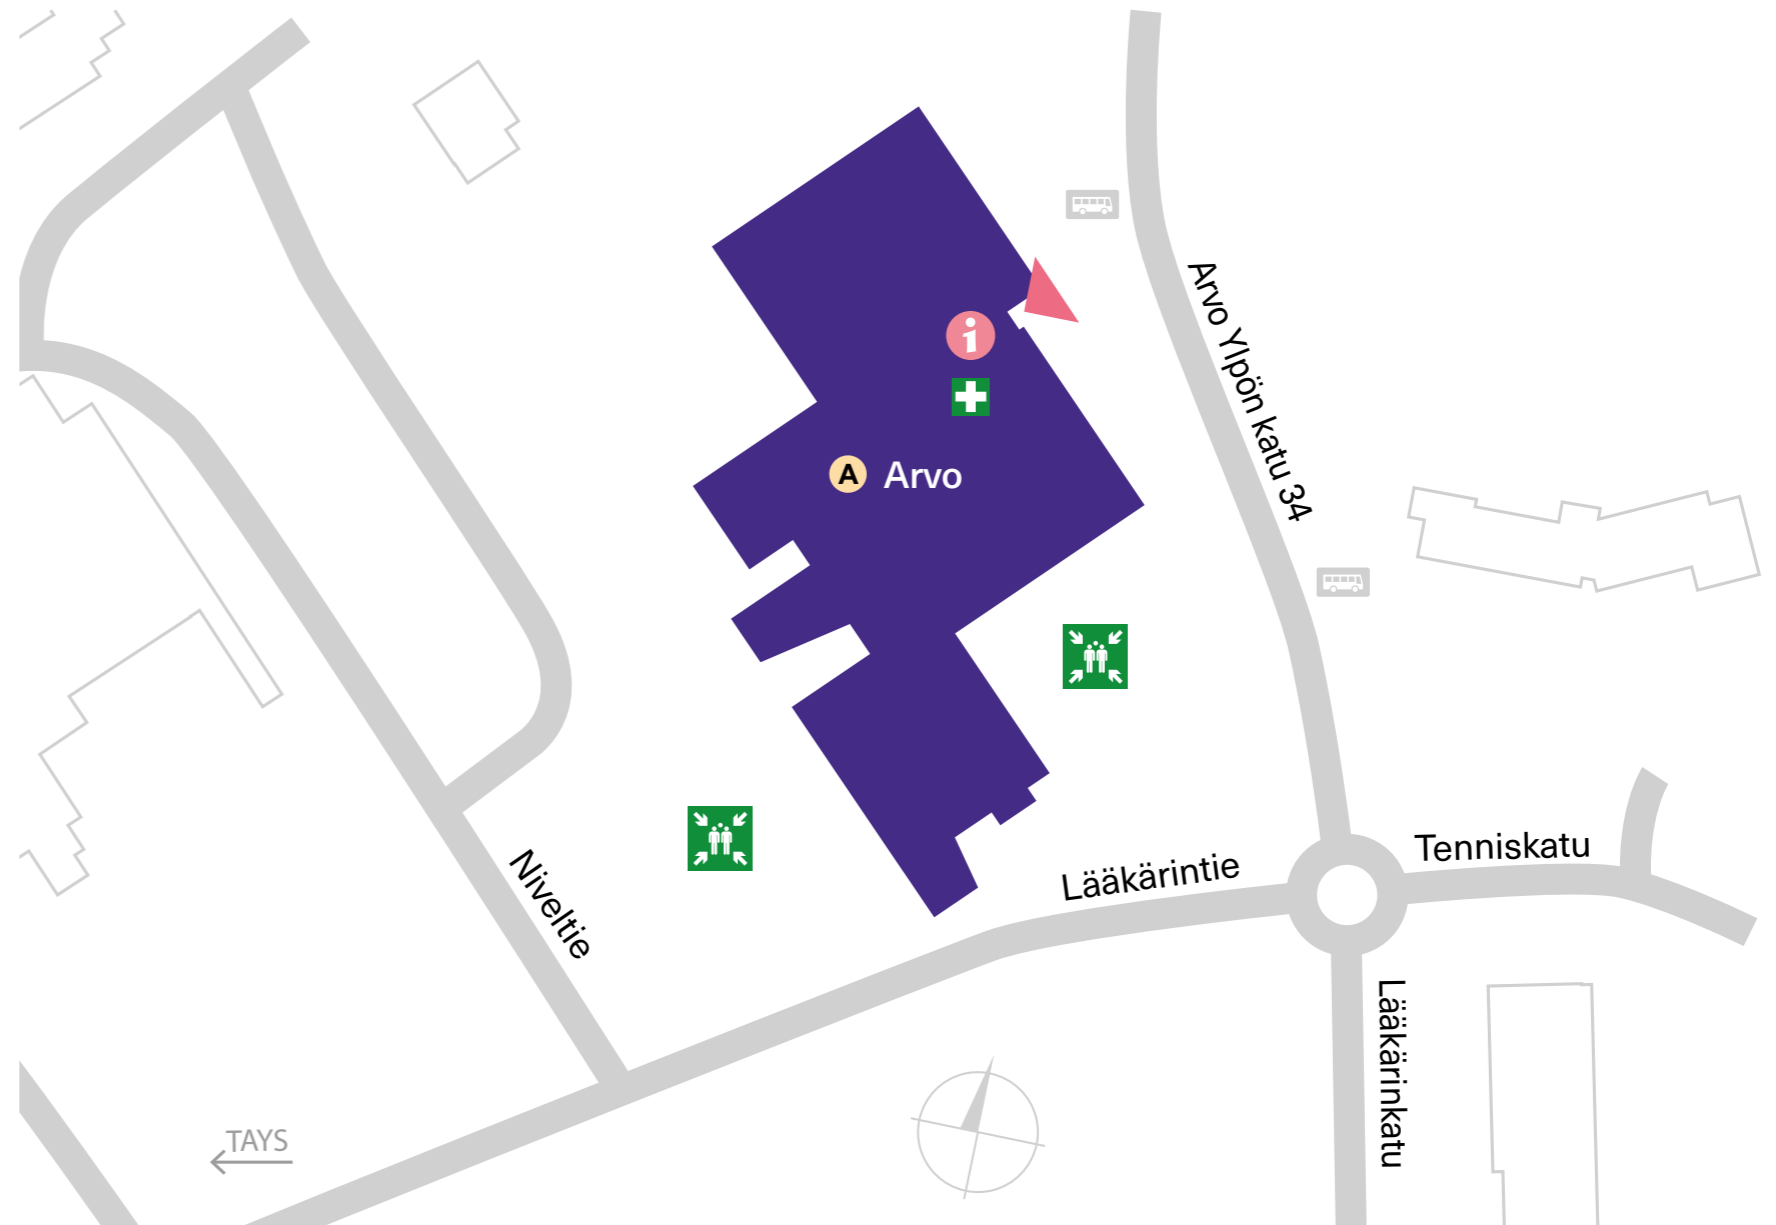 Arvo Ylpön katu 34
i
A Arvo
Tenniskatu
Lääkärintie
Niveltie
Lääkärinkatu
TAYS